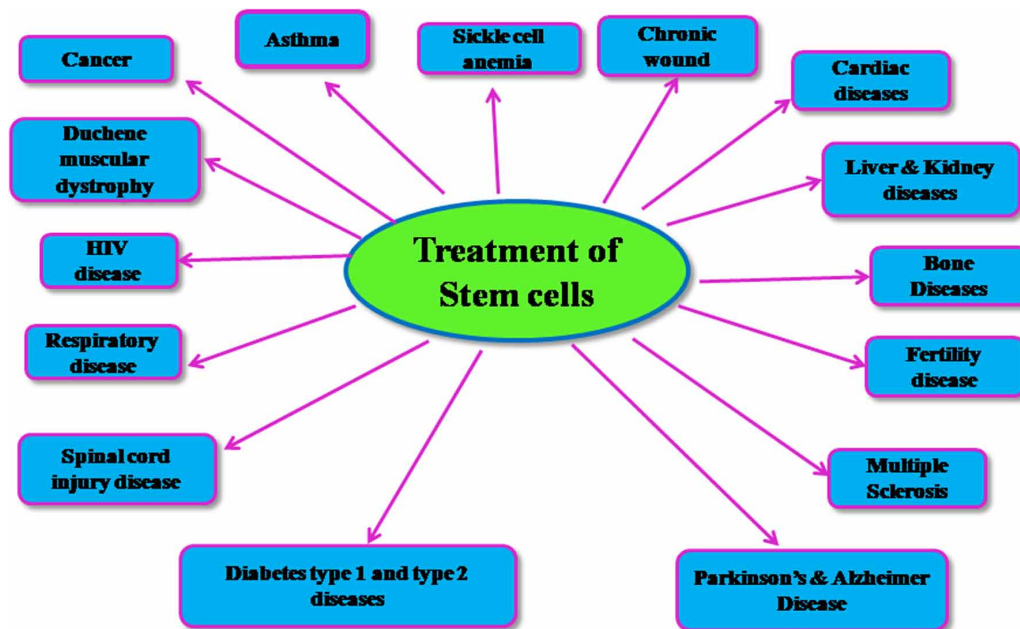 Cancer
Asthma
Sickle cell
anemia
Chronic
wound
Cardiac
diseases
Duchene
muscular
dystrophy
Liver & Kidney
diseases
HIV
disease
Treatment of
Stem cells
Bone
Diseases
Respiratory
disease
Fertility
disease
Spinal cord
injury disease
Multiple
Sclerosis
Diabetes type 1 and type 2
diseases
Parkinson's & Alzheimer
Disease